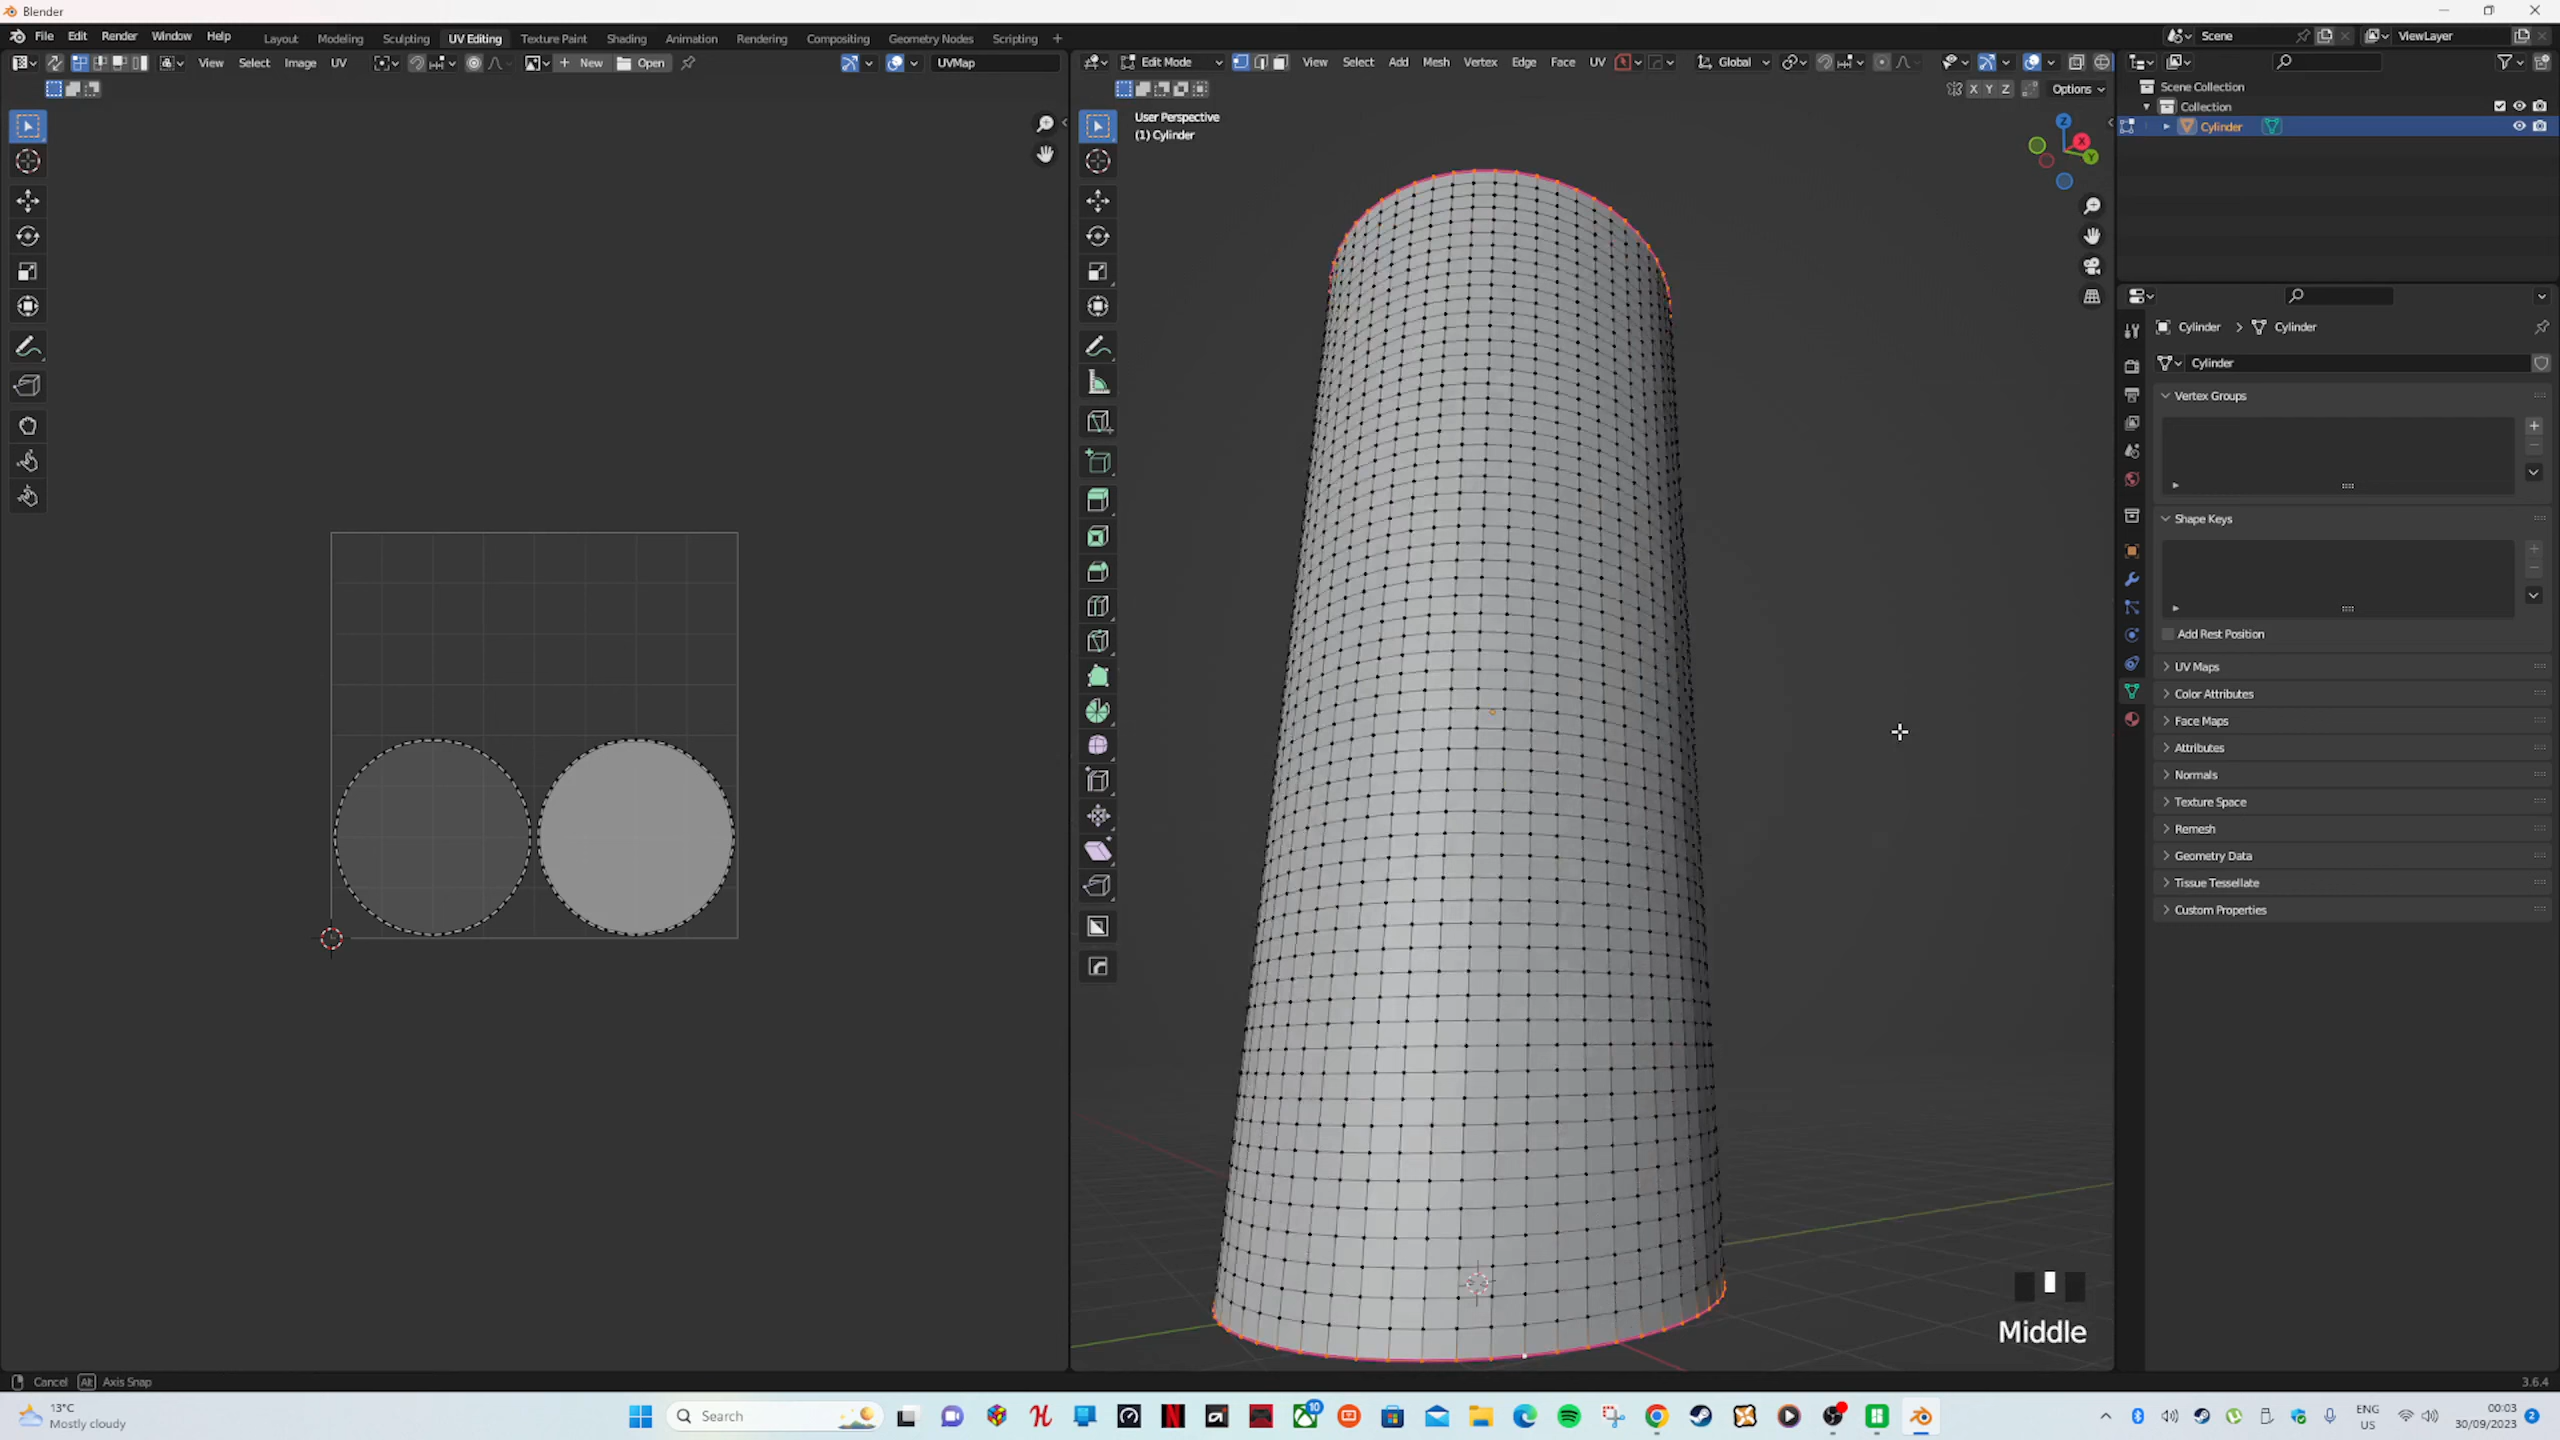 Blender
File Edit Render Window Help Layout Modeling Sculpting UV Editing Texture Paint Shading Animation Rendering Compositing Geometry Nodes Scripting + Scene ViewLayer
View Select Image UV New Open UVMap Edit Mode View Select Add Mesh Vertex Edge Face UV Global
X Y Z Options
Scene Collection
Collection
Cylinder
User Perspective
(1) Cylinder
Z
X
Y
Cylinder > Cylinder
Cylinder
Vertex Groups
Shape Keys
Add Rest Position
UV Maps
Color Attributes
Face Maps
Attributes
Normals
Texture Space
Remesh
Geometry Data
Tissue Tessellate
Custom Properties
Middle
Cancel Alt Axis Snap 3.6.4
13°C
Mostly cloudy
Search
10
ENG
US
00:03
30/09/2023
2